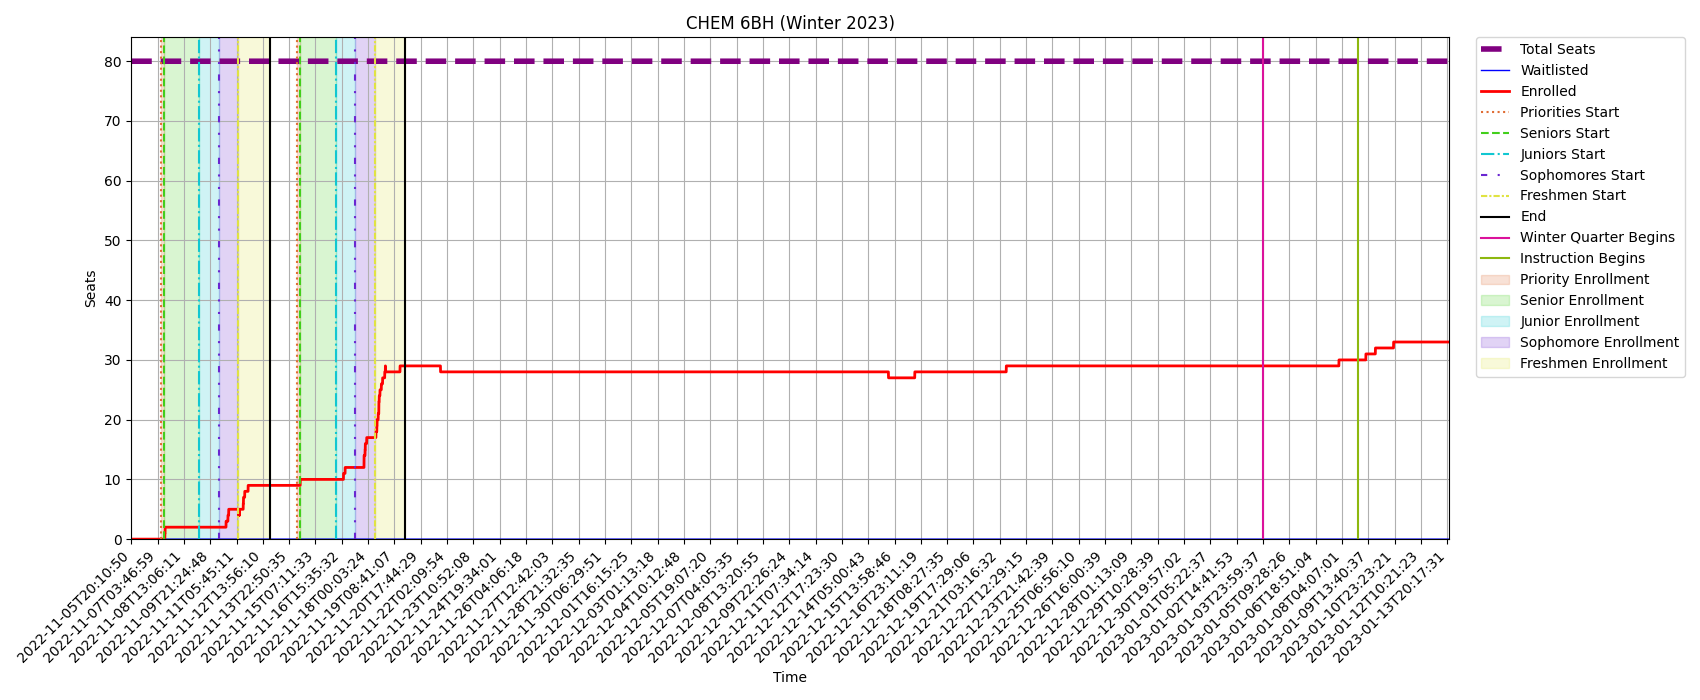 CHEM 6BH (Winter 2023)
Total Seats
Waitlisted
Enrolled
Priorities Start
Seniors Start
Juniors Start
Sophomores Start
Freshmen Start
End
Winter Quarter Begins
Instruction Begins
Priority Enrollment
Senior Enrollment
Junior Enrollment
Sophomore Enrollment
Freshmen Enrollment
Seats
80
70
60
50
40
30
20
10
0
2022-11-05T20:10:50
2022-11-07T03:46:59
2022-11-08T13:06:11
2022-11-09T21:24:48
2022-11-11T05:45:11
2022-11-12T13:56:10
2022-11-13T22:50:35
2022-11-15T07:11:33
2022-11-16T15:35:32
2022-11-18T00:03:24
2022-11-19T08:41:07
2022-11-20T17:44:29
2022-11-22T02:09:54
2022-11-23T10:52:08
2022-11-24T19:34:01
2022-11-26T04:06:18
2022-11-27T12:42:03
2022-11-28T21:32:35
2022-11-30T06:29:51
2022-12-01T16:15:25
2022-12-03T01:13:18
2022-12-04T10:12:48
2022-12-05T19:07:20
2022-12-07T04:05:35
2022-12-08T13:20:55
2022-12-09T22:26:24
2022-12-11T07:34:14
2022-12-12T17:23:30
2022-12-14T05:00:43
2022-12-15T13:58:46
2022-12-16T23:11:19
2022-12-18T08:27:35
2022-12-19T17:29:06
2022-12-21T03:16:32
2022-12-22T12:29:15
2022-12-23T21:42:39
2022-12-25T06:56:10
2022-12-26T16:00:39
2022-12-28T01:13:09
2022-12-29T10:28:39
2022-12-30T19:57:02
2023-01-01T05:22:37
2023-01-02T14:41:53
2023-01-03T23:59:37
2023-01-05T09:28:26
2023-01-06T18:51:04
2023-01-08T04:07:01
2023-01-09T13:40:37
2023-01-10T23:23:21
2023-01-12T10:21:23
2023-01-13T20:17:31
Time